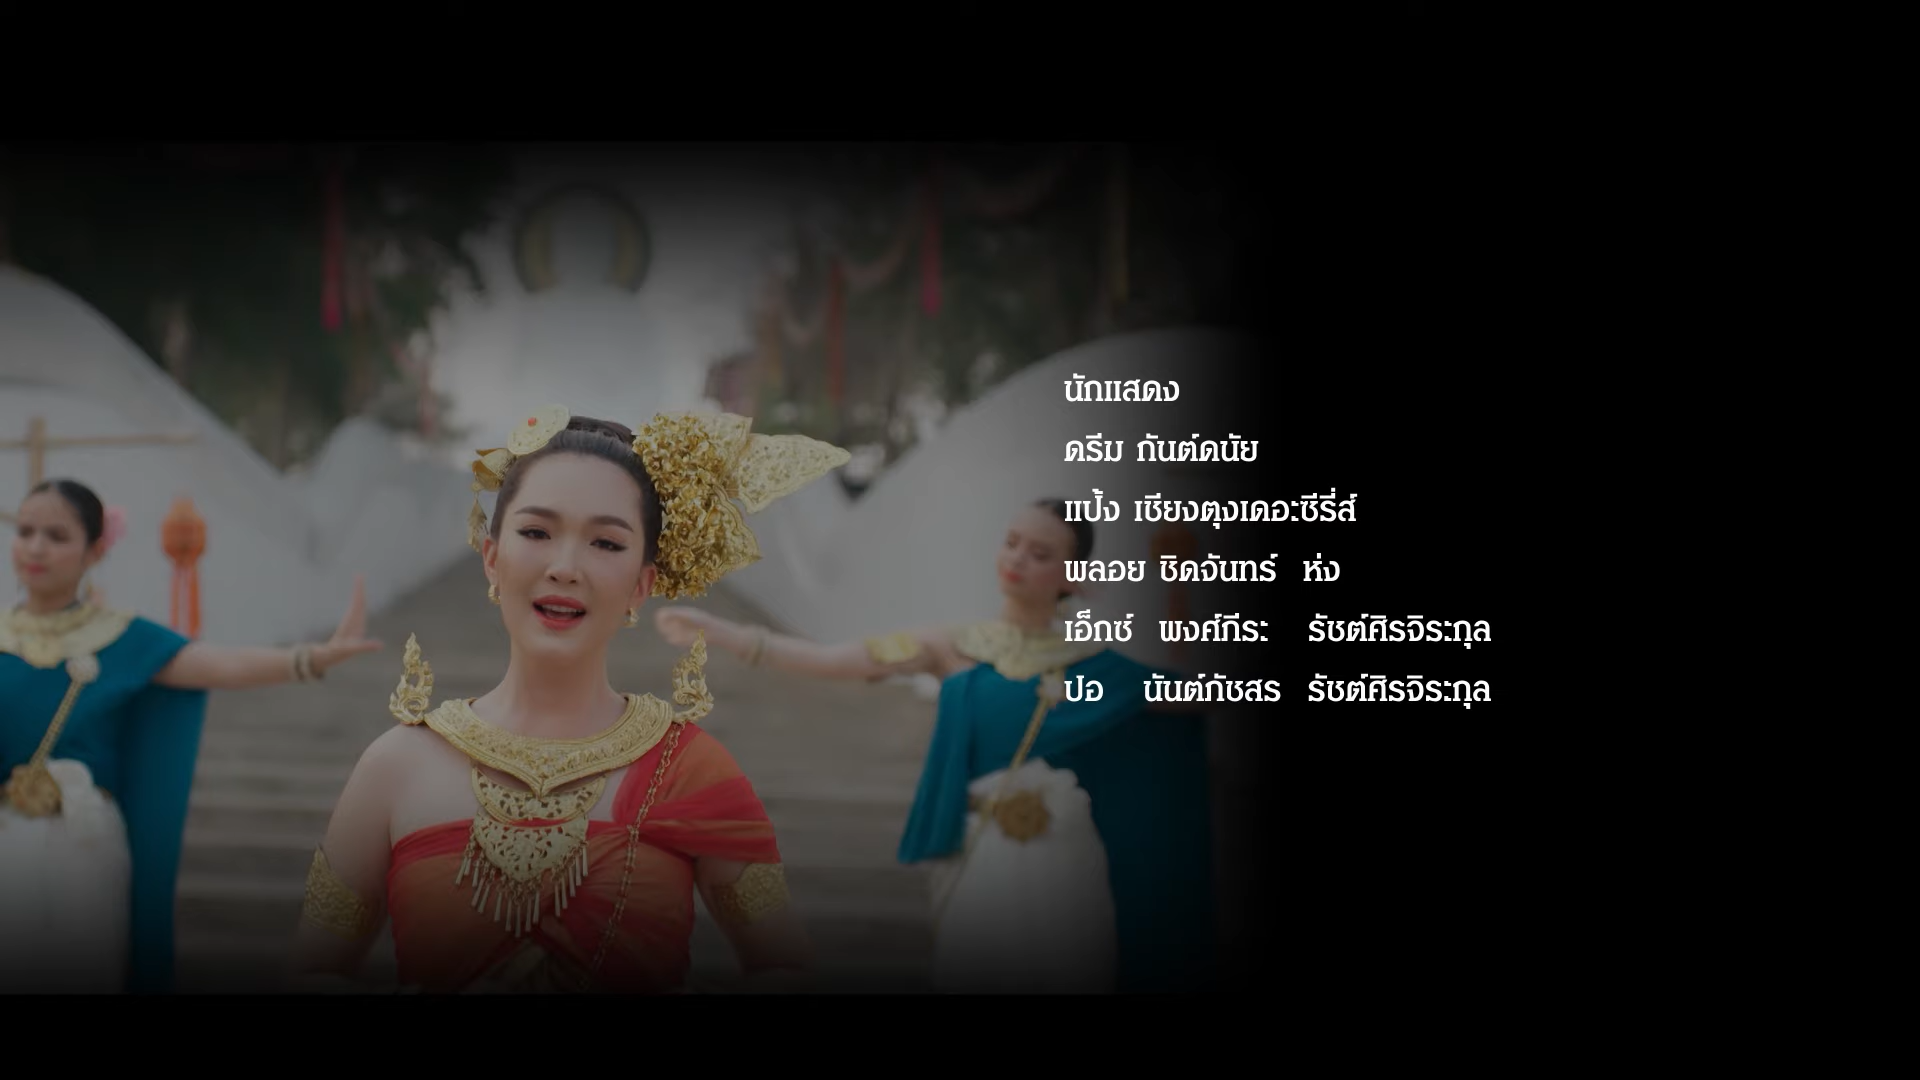 นักแสดง
ดรีม กันต์ดนัย
แป้ง เชียงตุงเดอะซีรี่ส์
พลอย ชิดจันทร์ ห่ง
เอ็กซ์ พงศ์ภีระ รัชต์ศิรจิระกุล
ปอ นันต์ภัชสร รัชต์ศิรจิระกุล